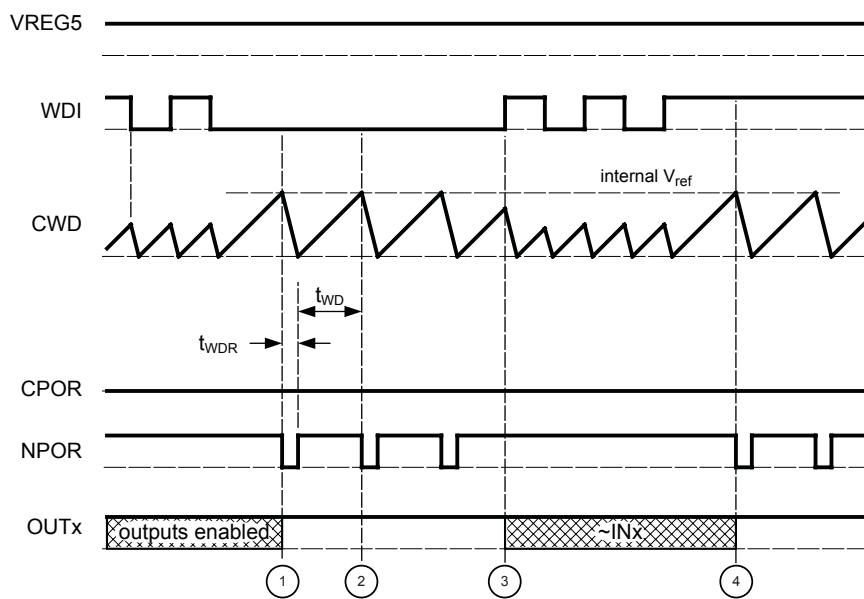 VREG5
WDI
internal Vref
CWD
tWD
tWDR
CPOR
NPOR
OUTx
outputs enabled
~INx
1
2
3
4